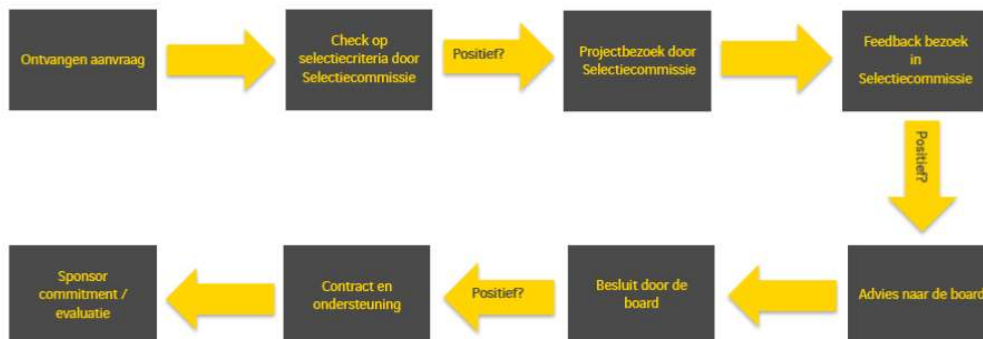 Ontvangen aanvraag
Check op
selectiecriteria door
Selectiecommissie
Positief?
Projectbezoek door
Selectiecommissie
Feedback bezoek
in
Selectiecommissie
Positief?
Advies naar de board
Besluit door de
board
Positief?
Contract en
ondersteuning
Sponsor
commitment /
evaluatie